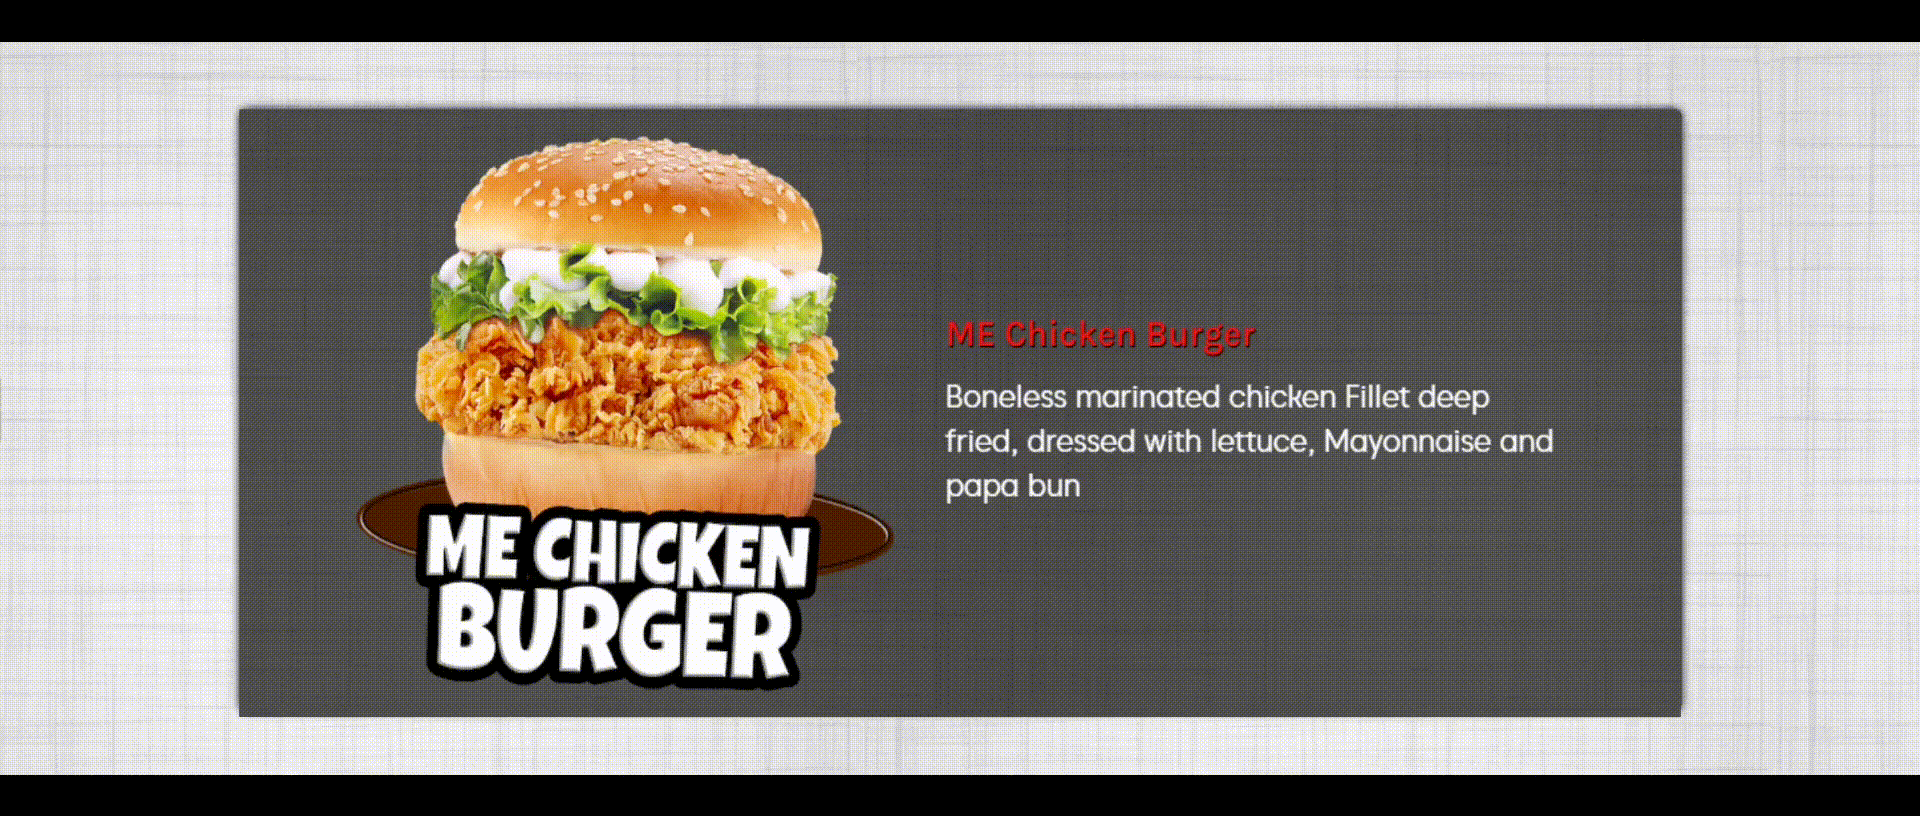 ME CHICKEN
BURGER
ME Chicken Burger
Boneless marinated chicken Fillet deep
fried, dressed with lettuce, Mayonnaise and
papa bun